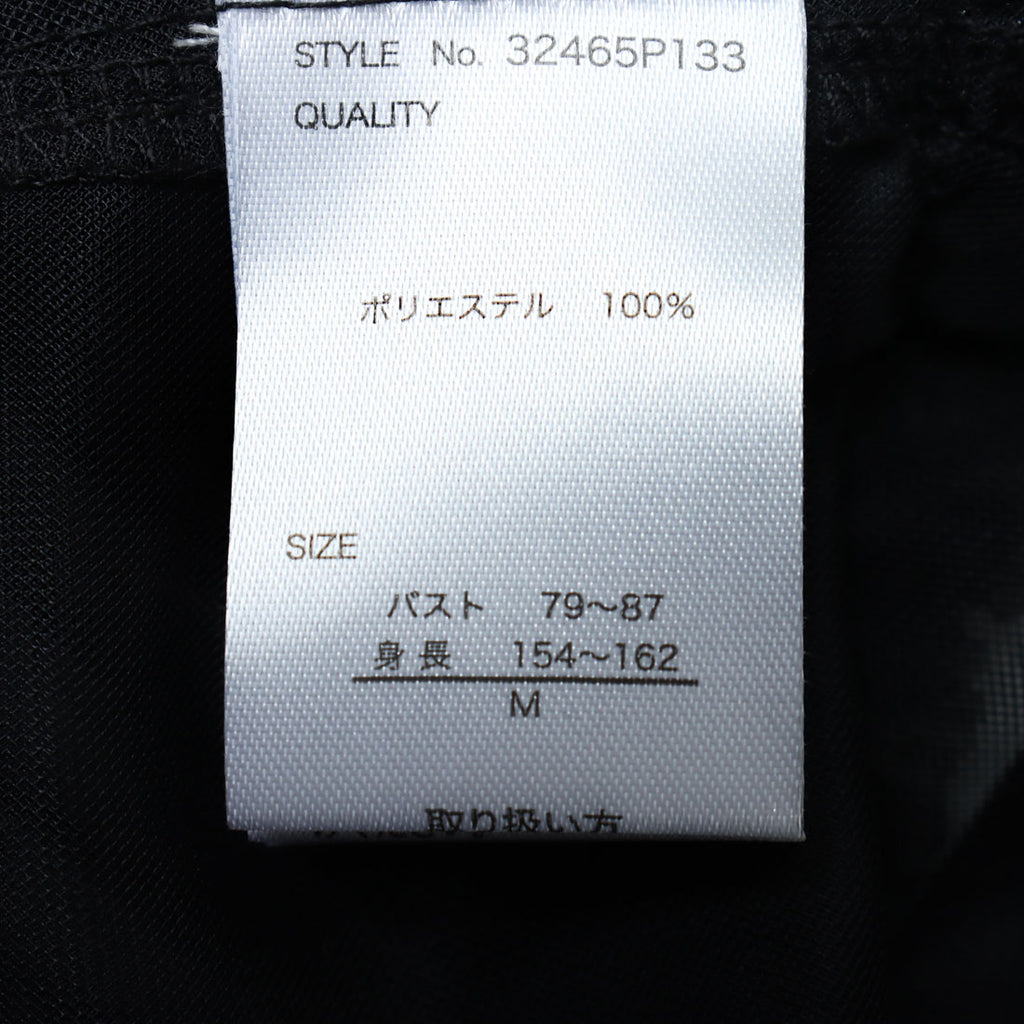 STYLE No. 32465P133
QUALITY
ポリエステル 100%
SIZE
バスト 79〜87
身長 154〜162
M
取り扱い方